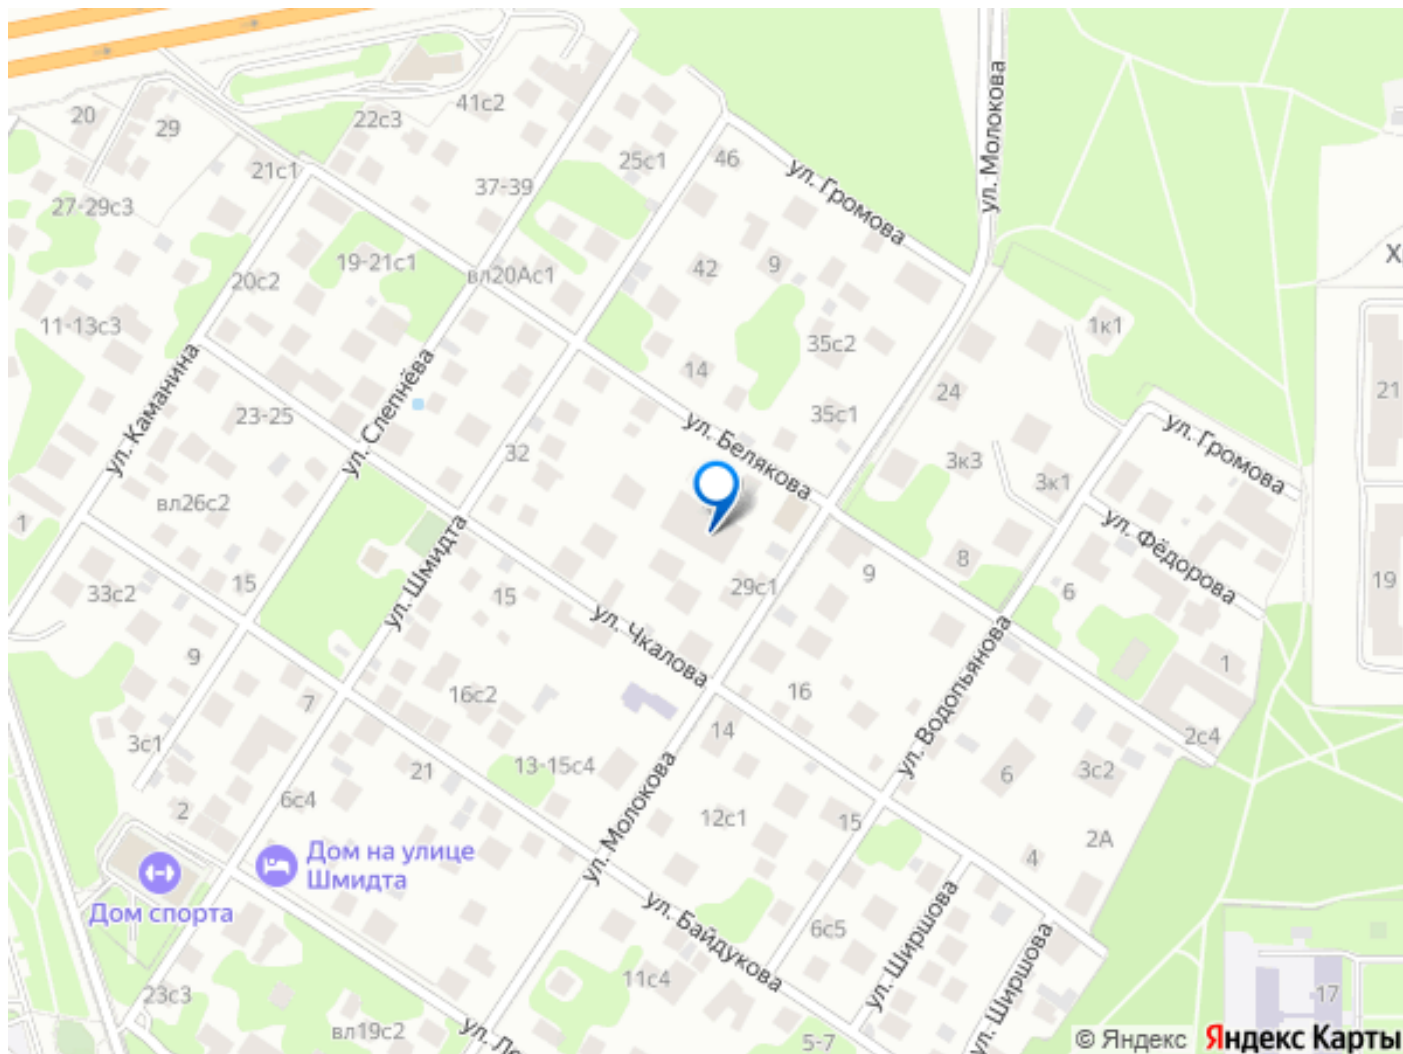 20
29
41с2
22с3
21с1
25с1
46
ул. Громова
ул. Молокова
27-29с3
37-39
19-21с1
20с2
вл20Ас1
42
9
11-13с3
35с2
1к1
14
24
21
ул. Каманина
23-25
ул. Слепнёва
35с1
ул. Белякова
ул. Громова
32
3к3
3к1
вл26с2
1
ул. Шмидта
ул. Фёдорова
33с2
15
15
29с1
9
8
6
19
ул. Чкалова
9
7
16с2
16
ул. Водопьянова
1
3с1
14
2с4
21
13-15с4
6
3с2
2
6с4
ул. Молокова
12с1
15
2А
4
Дом на улице
Шмидта
Дом спорта
ул. Байдукова
6с5
ул. Ширшова
ул. Ширшова
23с3
11с4
17
вл19с2
5-7
© Яндекс Яндекс Карты